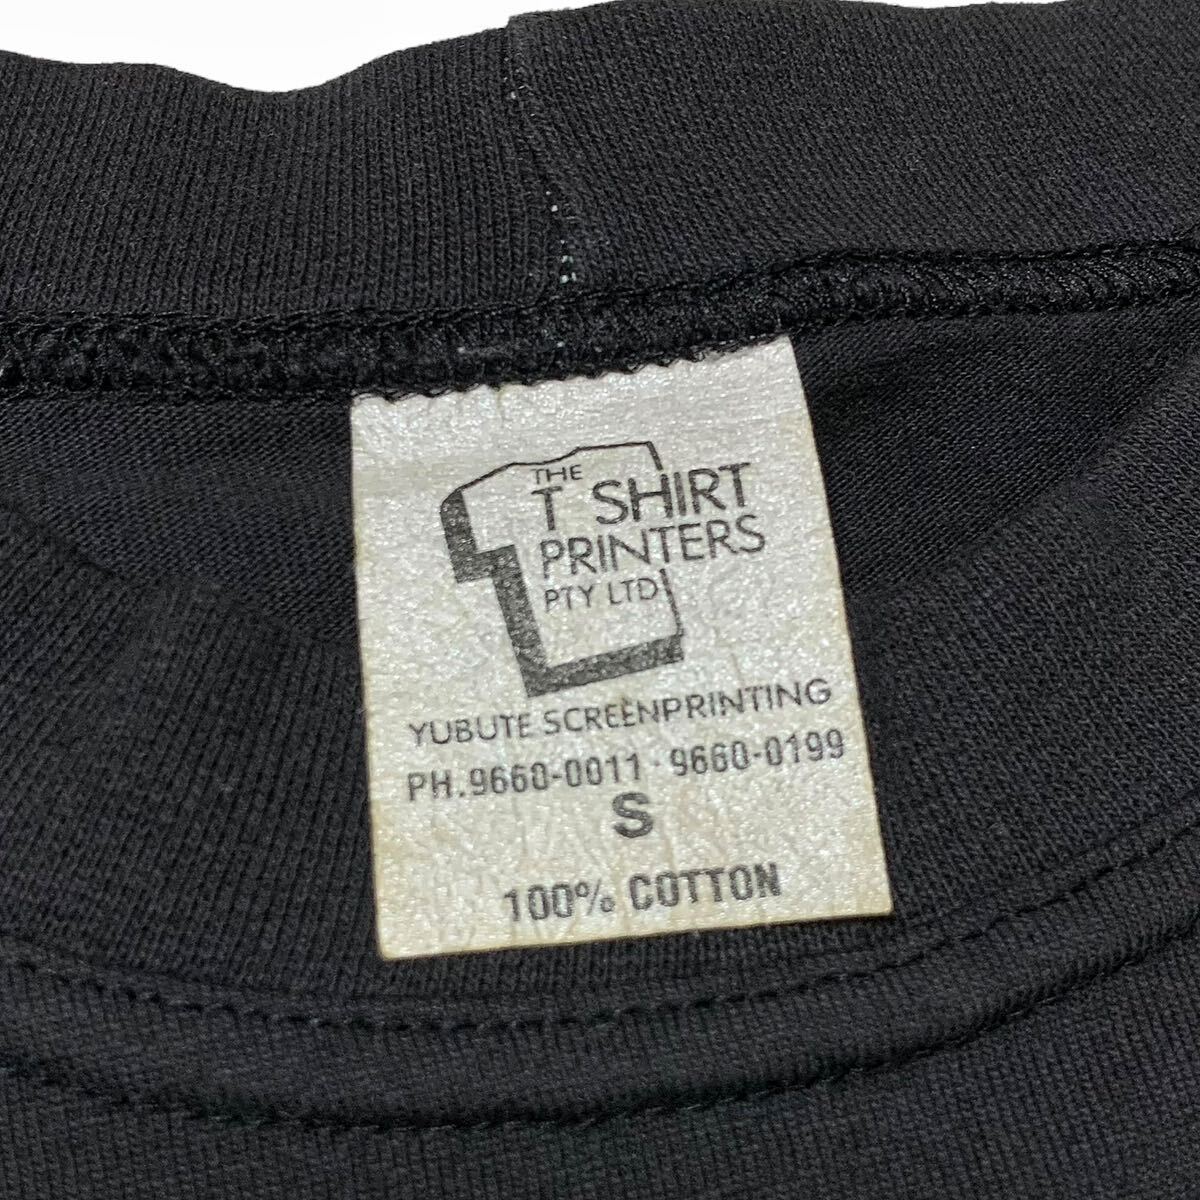 THE
T SHIRT
PRINTERS
PTY LTD
YUBUTE SCREENPRINTING
PH.9660-0011 · 9660-0199
S
100% COTTON